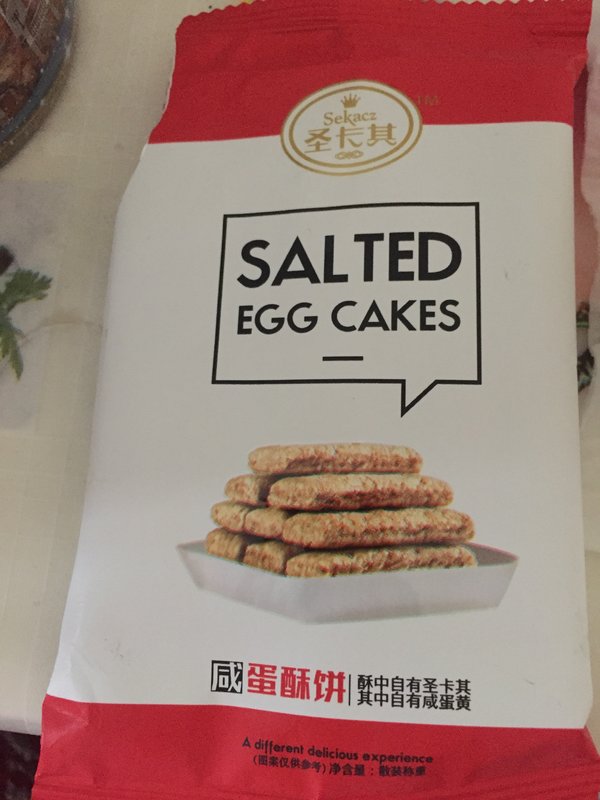 TM
Sekacz
圣卡其
SALTED
EGG CAKES
咸蛋酥饼
酥中自有圣卡其
其中自有咸蛋黄
A different delicious experience
(图案仅供参考) 净含量：散装称重